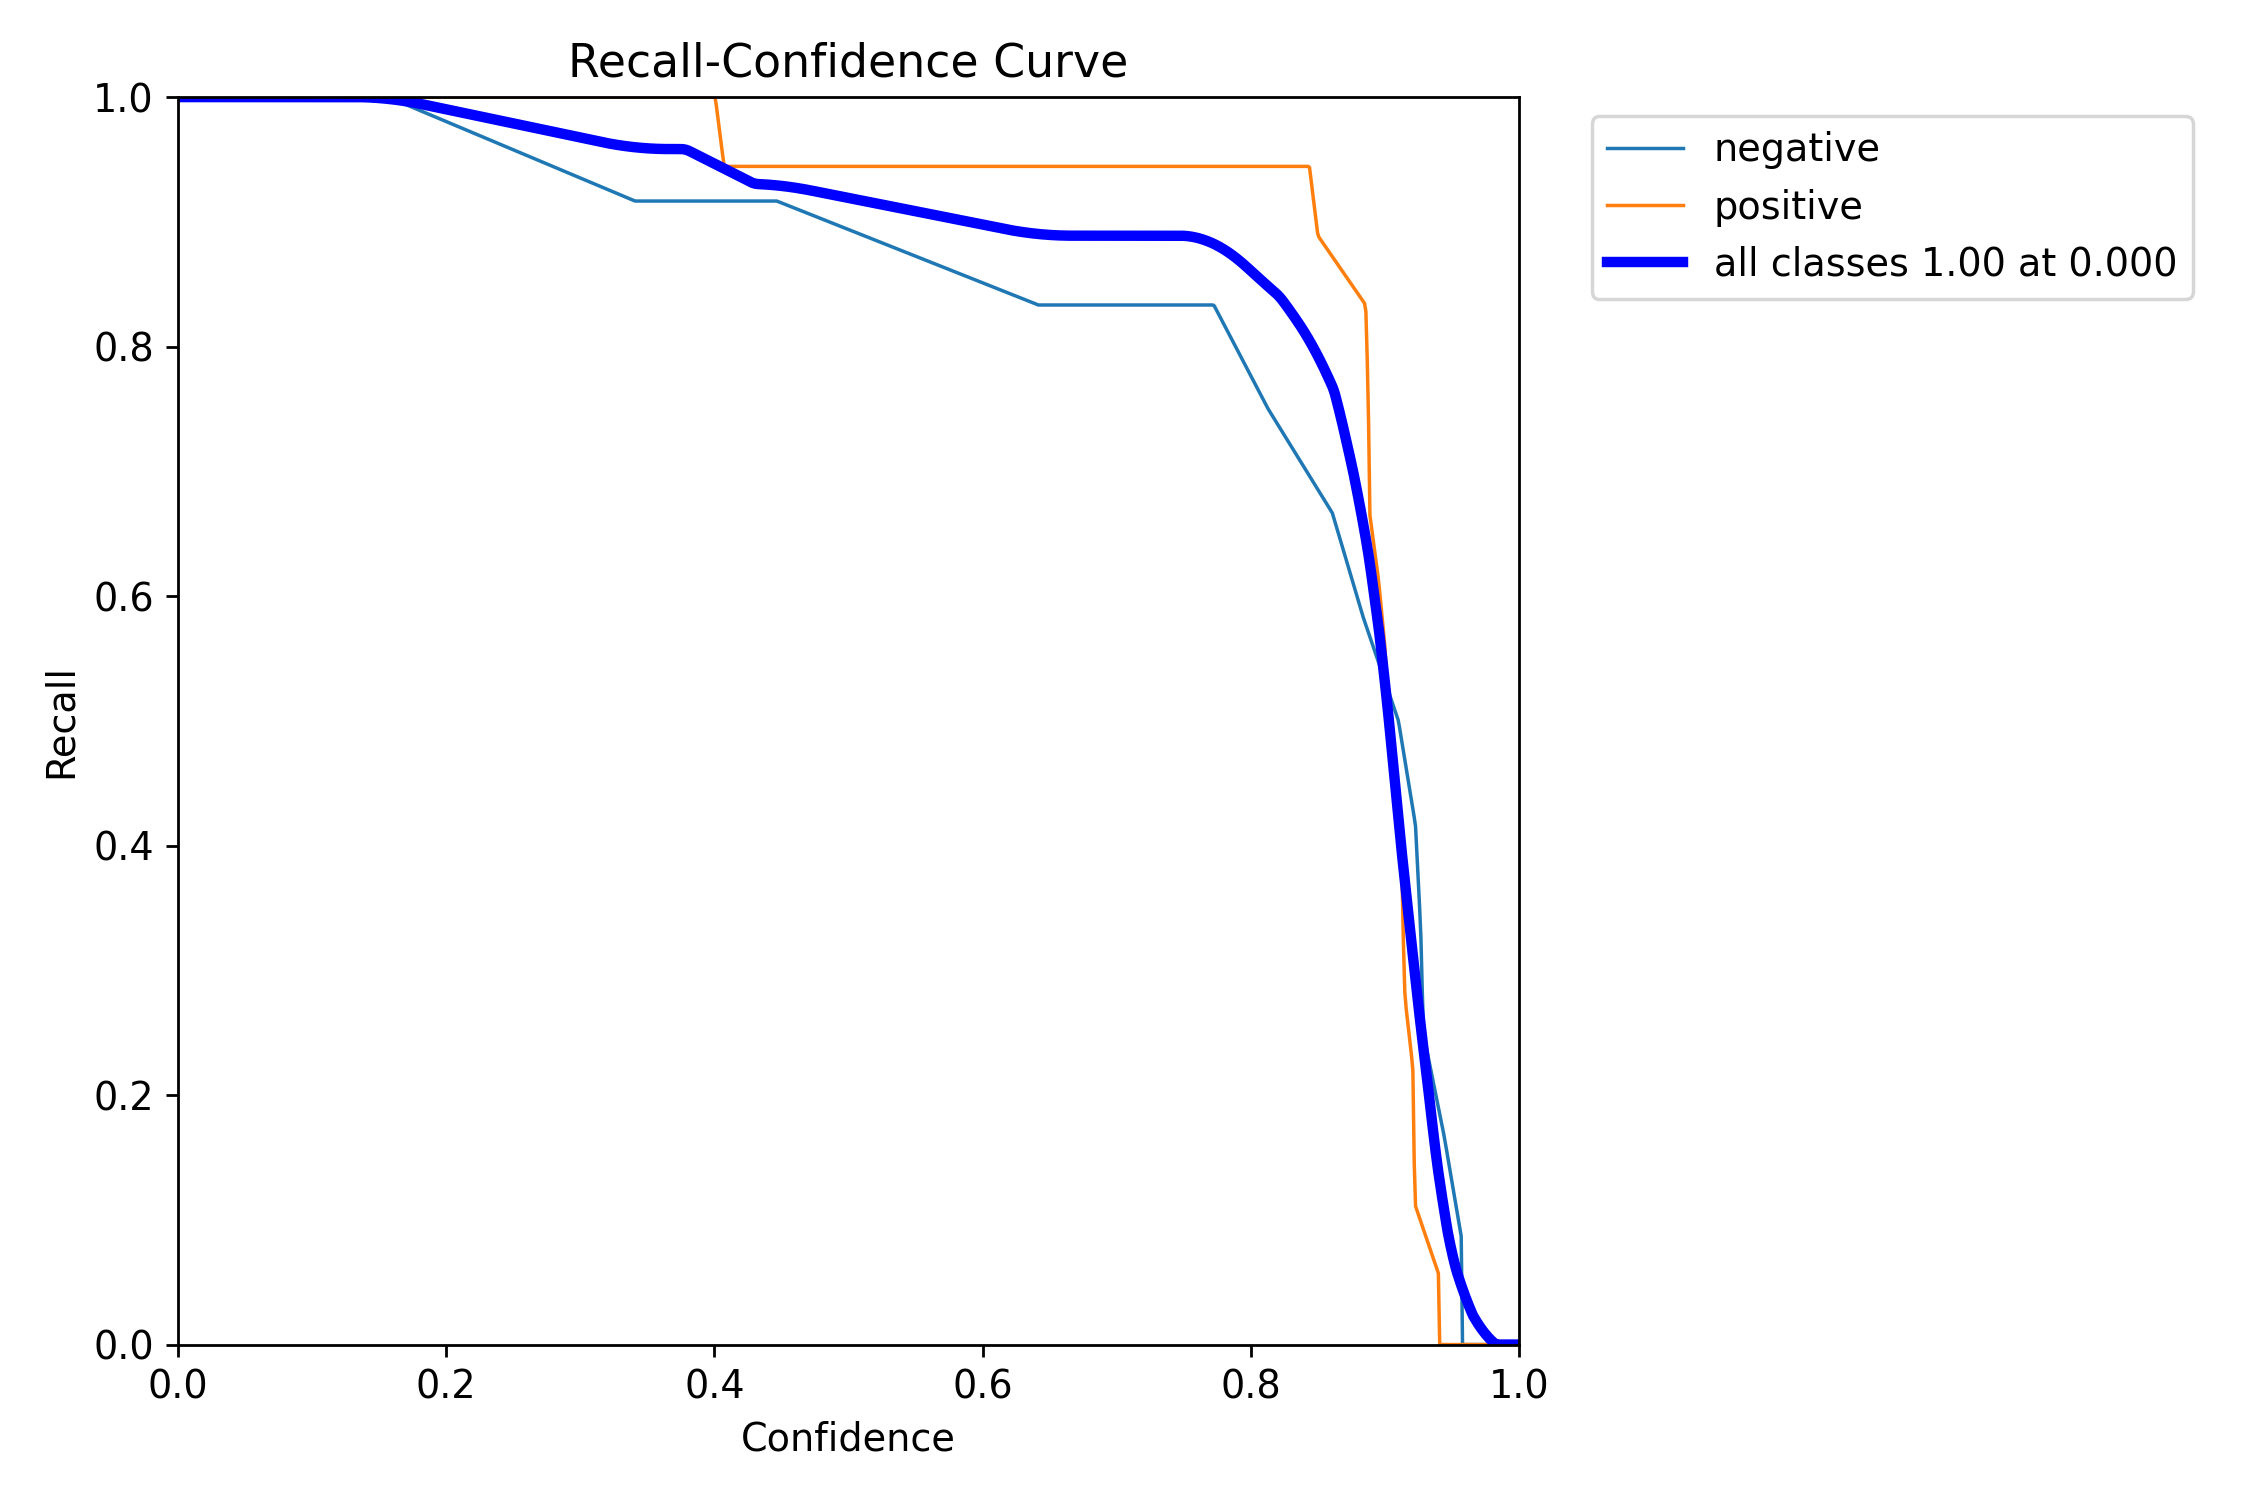 Recall-Confidence Curve
negative
positive
all classes 1.00 at 0.000
1.0
0.8
0.6
0.4
0.2
0.0
Recall
0.0 0.2 0.4 0.6 0.8 1.0
Confidence